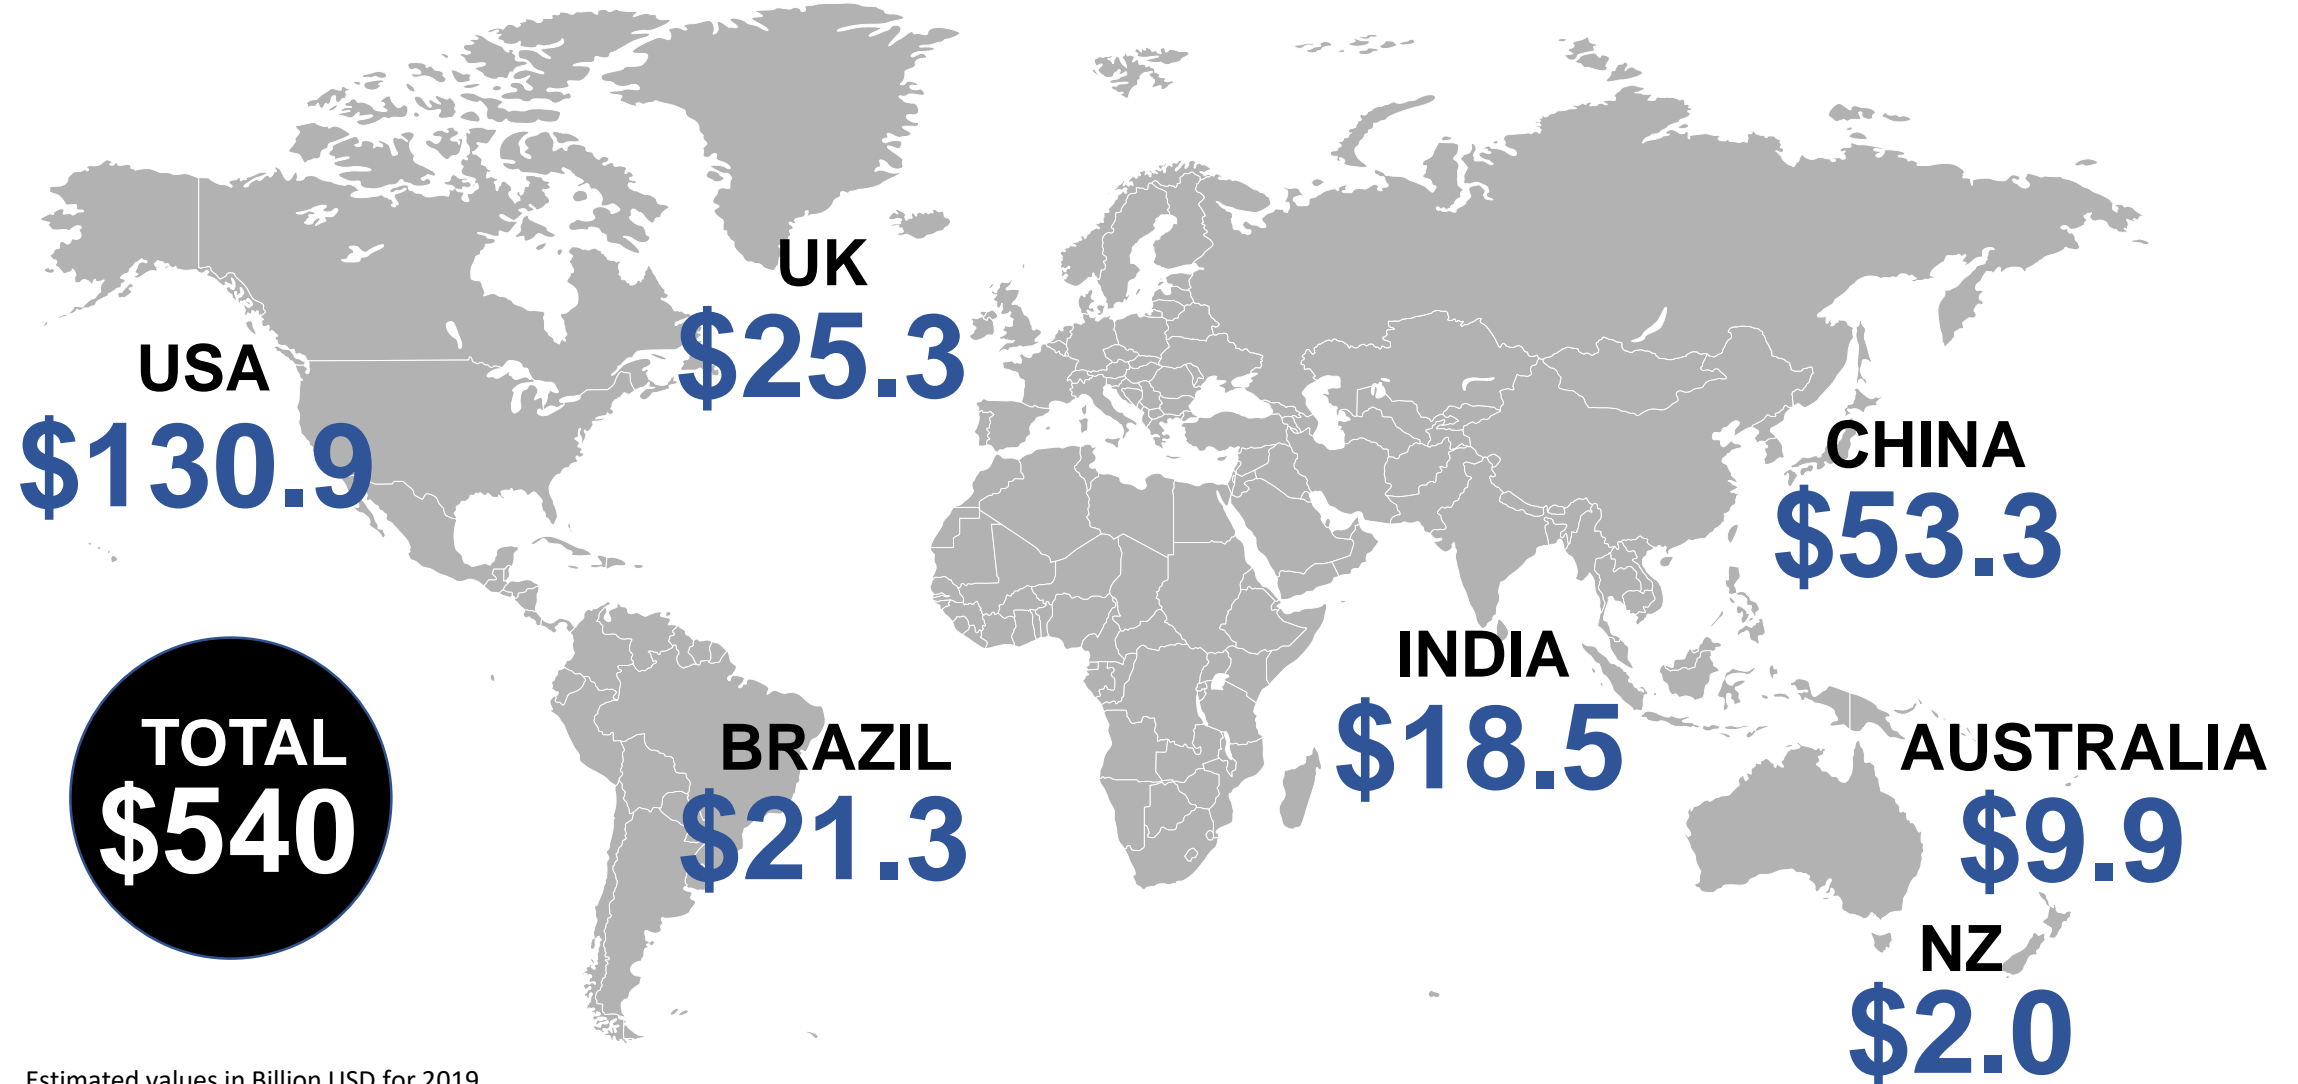 UK
$25.3
USA
$130.9
CHINA
$53.3
INDIA
$18.5
TOTAL
$540
BRAZIL
$21.3
AUSTRALIA
$9.9
NZ
$2.0
Estimated values in Billion USD for 2019